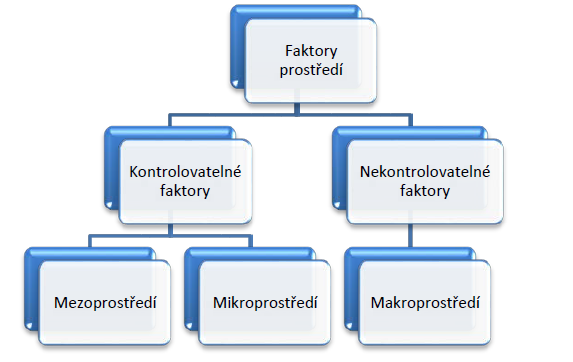 Faktory
prostředí
Kontrolovatelné
faktory
Nekontrolovatelné
faktory
Mezoprostředí
Mikroprostředí
Makroprostředí